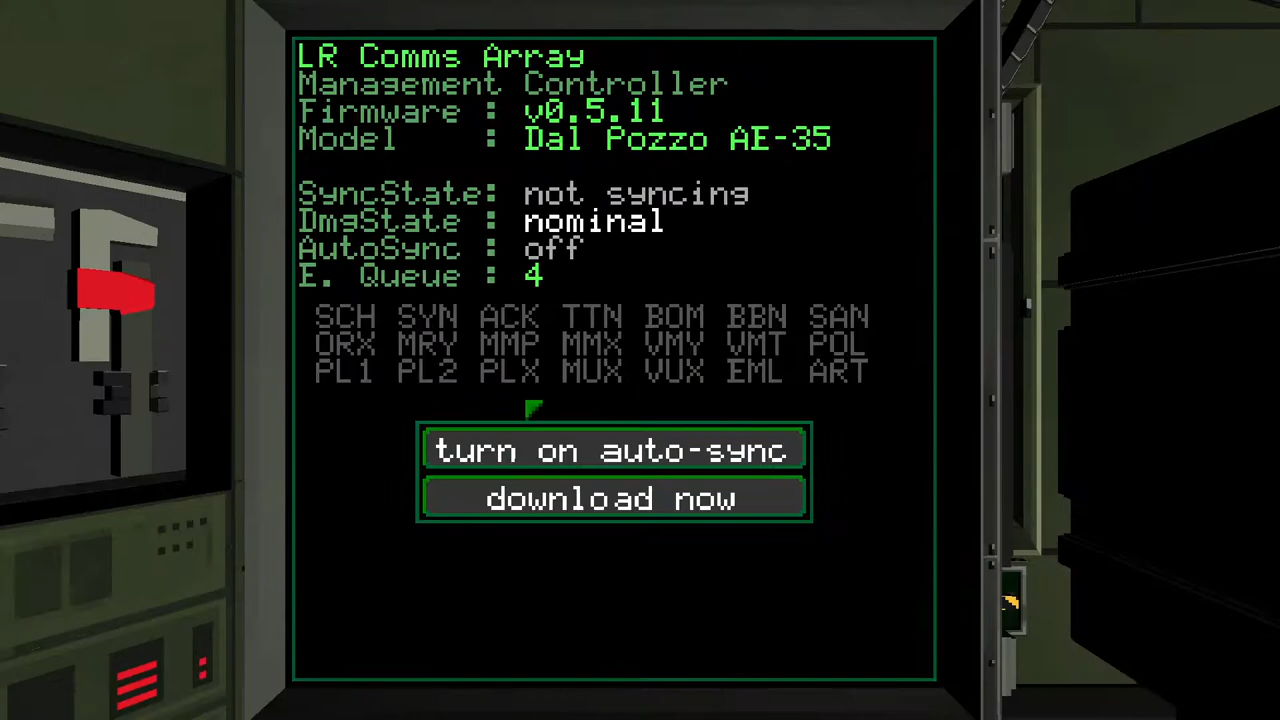 LR Comms Array
Management Controller
Firmware : v0.5.11
Model : Dal Pozzo AE-35
SyncState: not syncing
DmgState : nominal
AutoSync : off
E. Queue : 4
SCH SYN ACK TTN BOM BBN SAN
ORX MRY MMP MMX VMY VMT POL
PL1 PL2 PLX MUX VUX EML ART
turn on auto-sync
download now